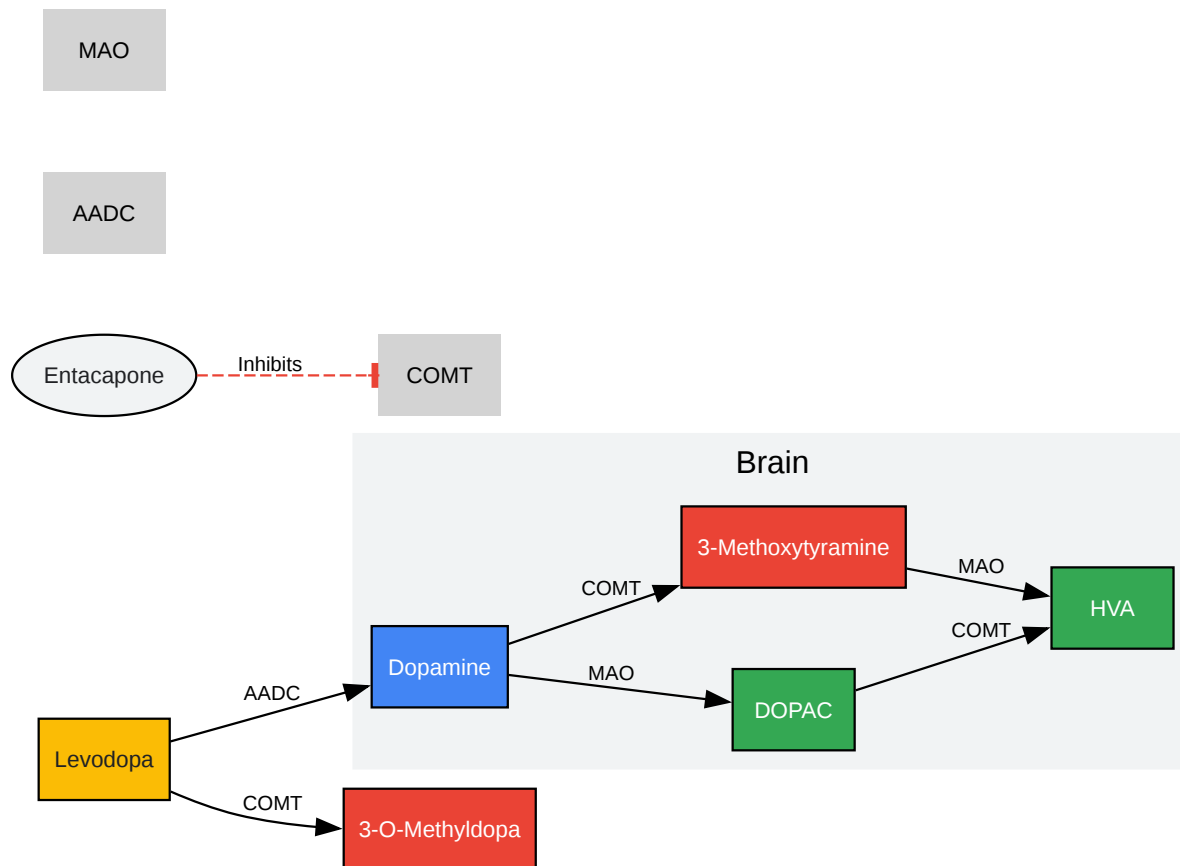 MAO
AADC
Entacapone
Inhibits
COMT
Brain
3-Methoxytyramine
MAO
HVA
COMT
COMT
Dopamine
MAO
DOPAC
AADC
Levodopa
COMT
3-O-Methyldopa